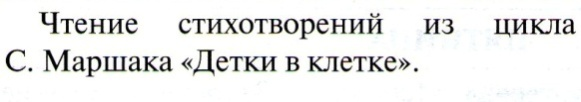 Чтение стихотворений из цикла
С. Маршака «Детки в клетке».